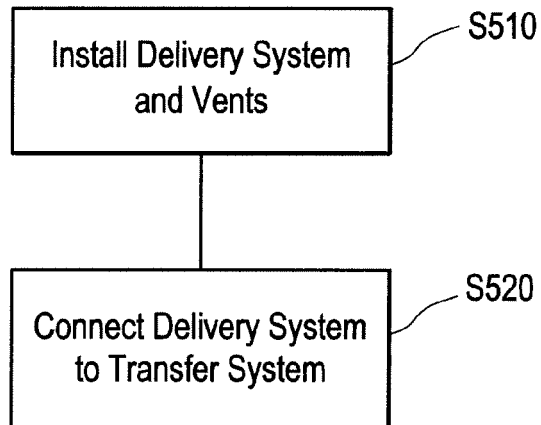 S510
Install Delivery System
and Vents
S520
Connect Delivery System
to Transfer System